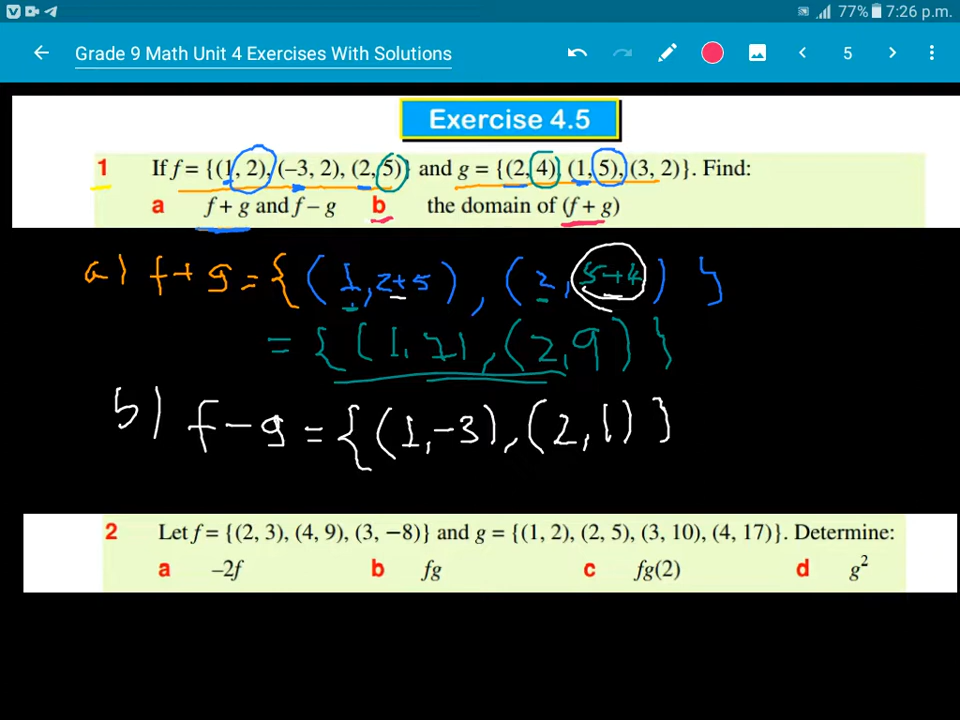 77% 7:26 p.m.
Grade 9 Math Unit 4 Exercises With Solutions 5
Exercise 4.5
1 If f = {(1, 2), (−3, 2), (2, 5)} and g = {(2, 4), (1, 5), (3, 2)}. Find:
a f + g and f − g b the domain of (f + g)
a) f + g = { (1, 2+5), (2, 5+4) }
= { (1, 7), (2, 9) }
b) f − g = { (1, −3), (2, 1) }
2 Let f = {(2, 3), (4, 9), (3, −8)} and g = {(1, 2), (2, 5), (3, 10), (4, 17)}. Determine:
a –2f b fg c fg(2) d g²